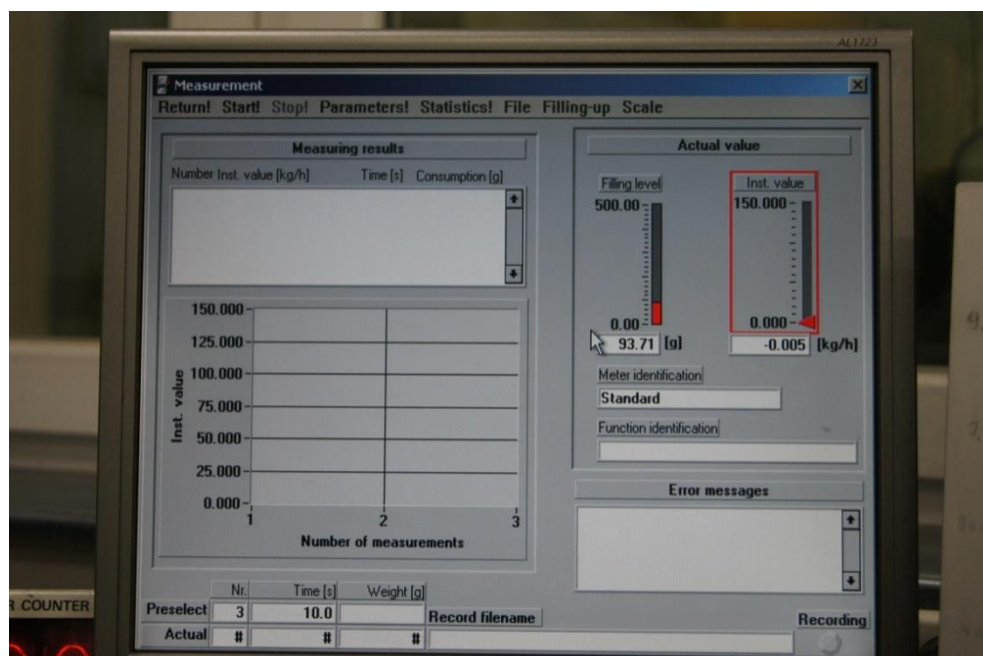 AL1723
Measurement
Return! Start! Stop! Parameters! Statistics! File Filling-up Scale
Measuring results
Number Inst. value [kg/h] Time [s] Consumption [g]
150.000
125.000
100.000
75.000
50.000
25.000
0.000
Inst. value
1 2 3
Number of measurements
Actual value
Filling level Inst. value
500.00 150.000
0.00 0.000
93.71 [g] -0.005 [kg/h]
Meter identification
Standard
Function identification
Error messages
Nr. Time [s] Weight [g]
Preselect 3 10.0 Record filename Recording
Actual # # #
R COUNTER